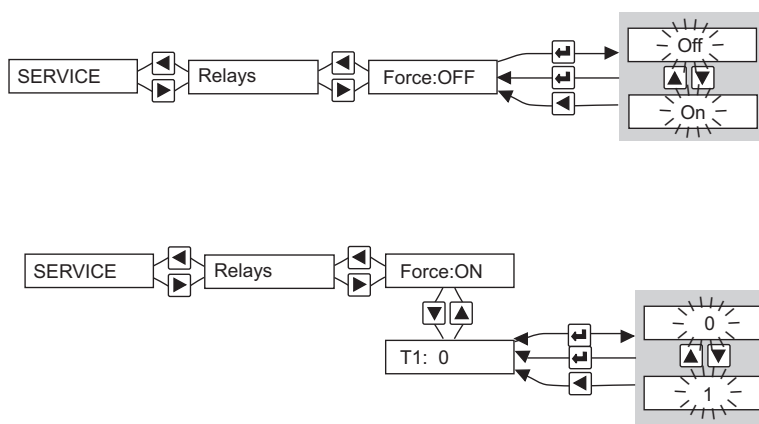 SERVICE
Relays
Force:OFF
Off
On
SERVICE
Relays
Force:ON
T1: 0
0
1